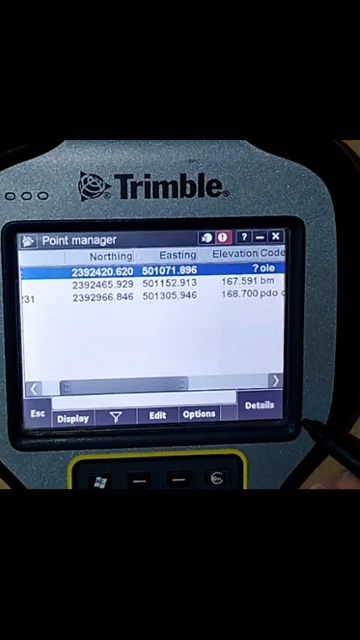 Trimble
Point manager ? — ×
Northing Easting Elevation Code
2392420.620 501071.896 ? ole
2392465.929 501152.913 167.591 bm
:31 2392966.846 501305.946 168.700 pdo
Esc Display Edit Options Details